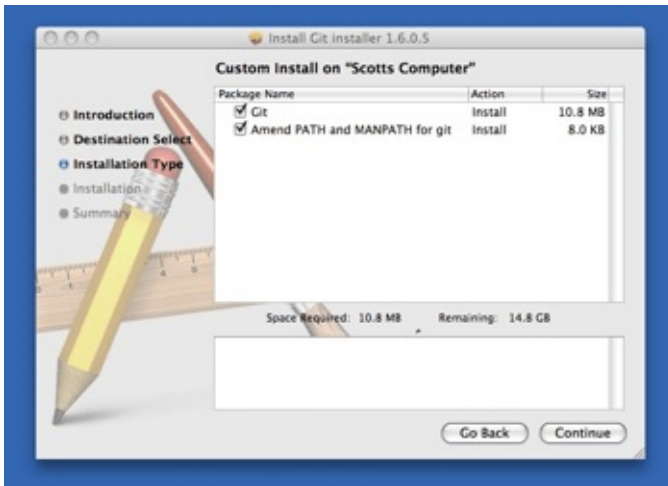 Install Git installer 1.6.0.5
Custom Install on "Scotts Computer"
Introduction
Destination Select
Installation Type
Installation
Summary
Package Name Action Size
Git Install 10.8 MB
Amend PATH and MANPATH for git Install 8.0 KB
Space Required: 10.8 MB Remaining: 14.8 GB
Go Back Continue